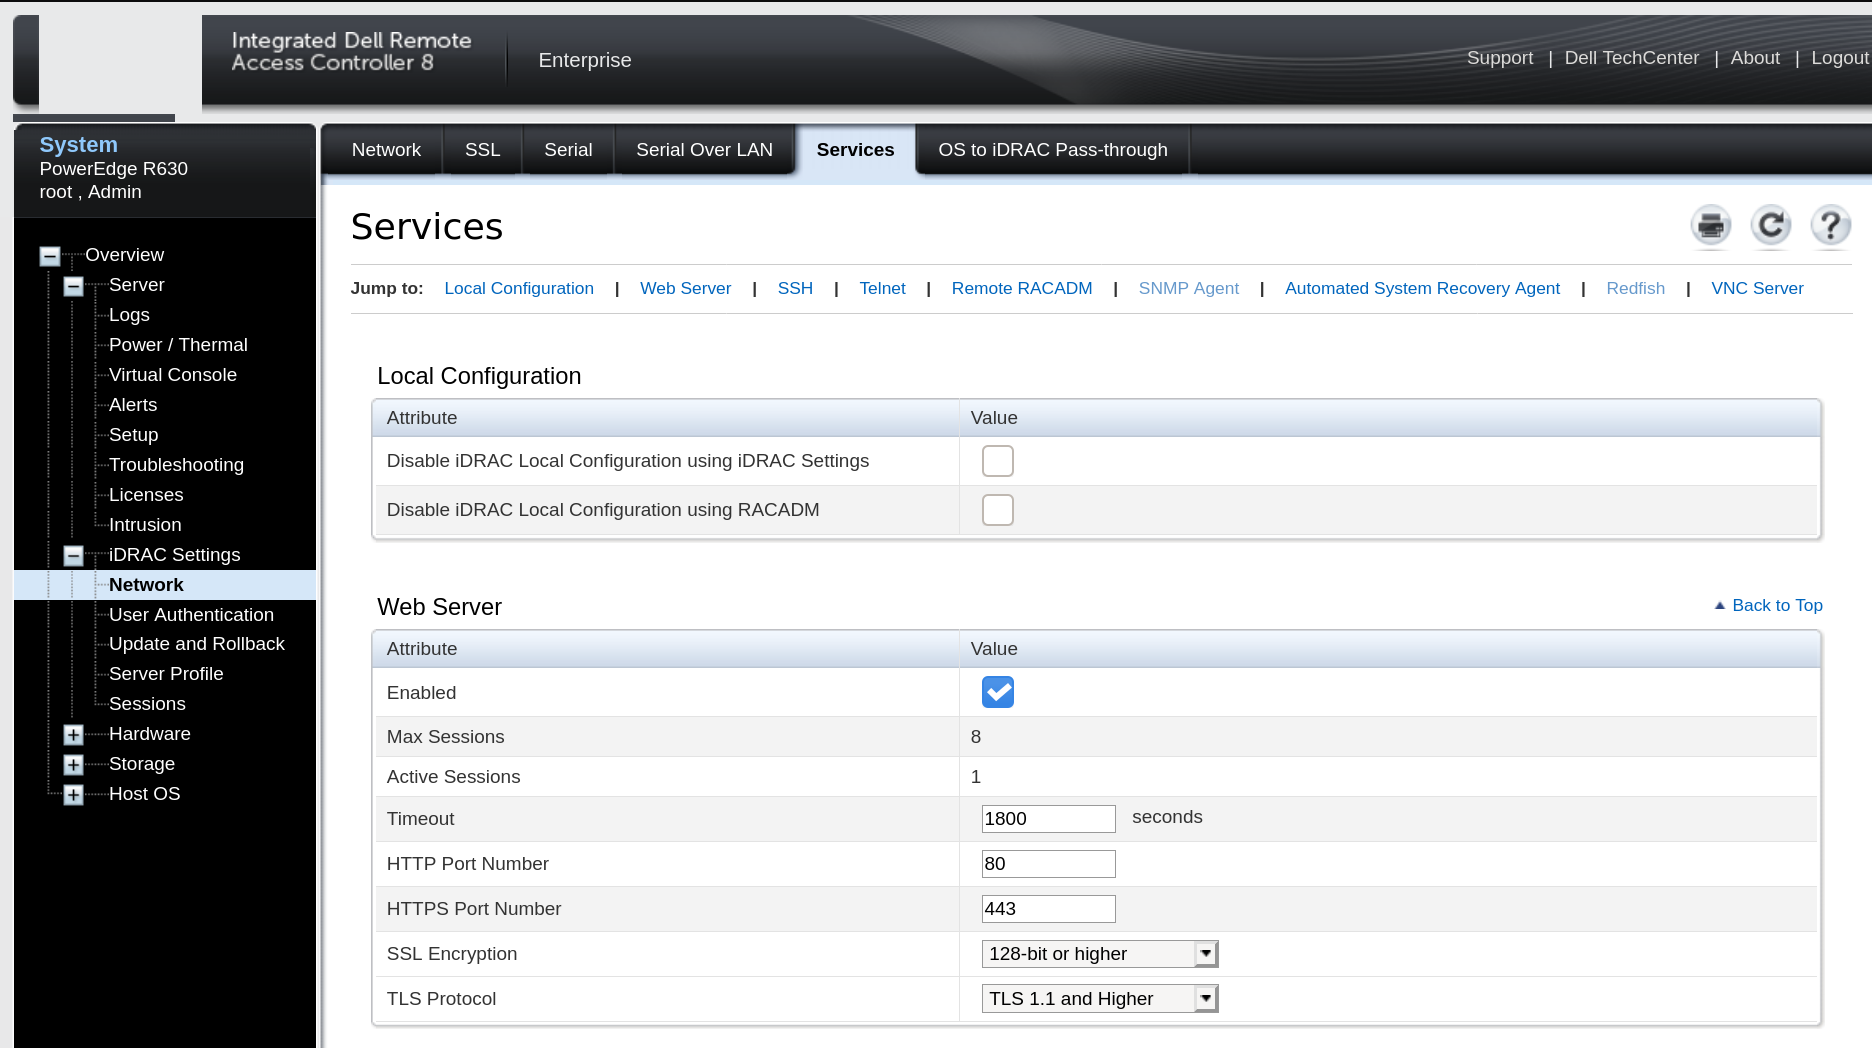 Integrated Dell Remote
Access Controller 8
Enterprise
Support | Dell TechCenter | About | Logout
System
PowerEdge R630
root , Admin
Network
SSL
Serial
Serial Over LAN
Services
OS to iDRAC Pass-through
Overview
Server
Logs
Power / Thermal
Virtual Console
Alerts
Setup
Troubleshooting
Licenses
Intrusion
iDRAC Settings
Network
User Authentication
Update and Rollback
Server Profile
Sessions
Hardware
Storage
Host OS
Services
Jump to: Local Configuration | Web Server | SSH | Telnet | Remote RACADM | SNMP Agent | Automated System Recovery Agent | Redfish | VNC Server
Local Configuration
Attribute Value
Disable iDRAC Local Configuration using iDRAC Settings
Disable iDRAC Local Configuration using RACADM
Web Server
Back to Top
Attribute Value
Enabled
Max Sessions 8
Active Sessions 1
Timeout 1800 seconds
HTTP Port Number 80
HTTPS Port Number 443
SSL Encryption 128-bit or higher
TLS Protocol TLS 1.1 and Higher